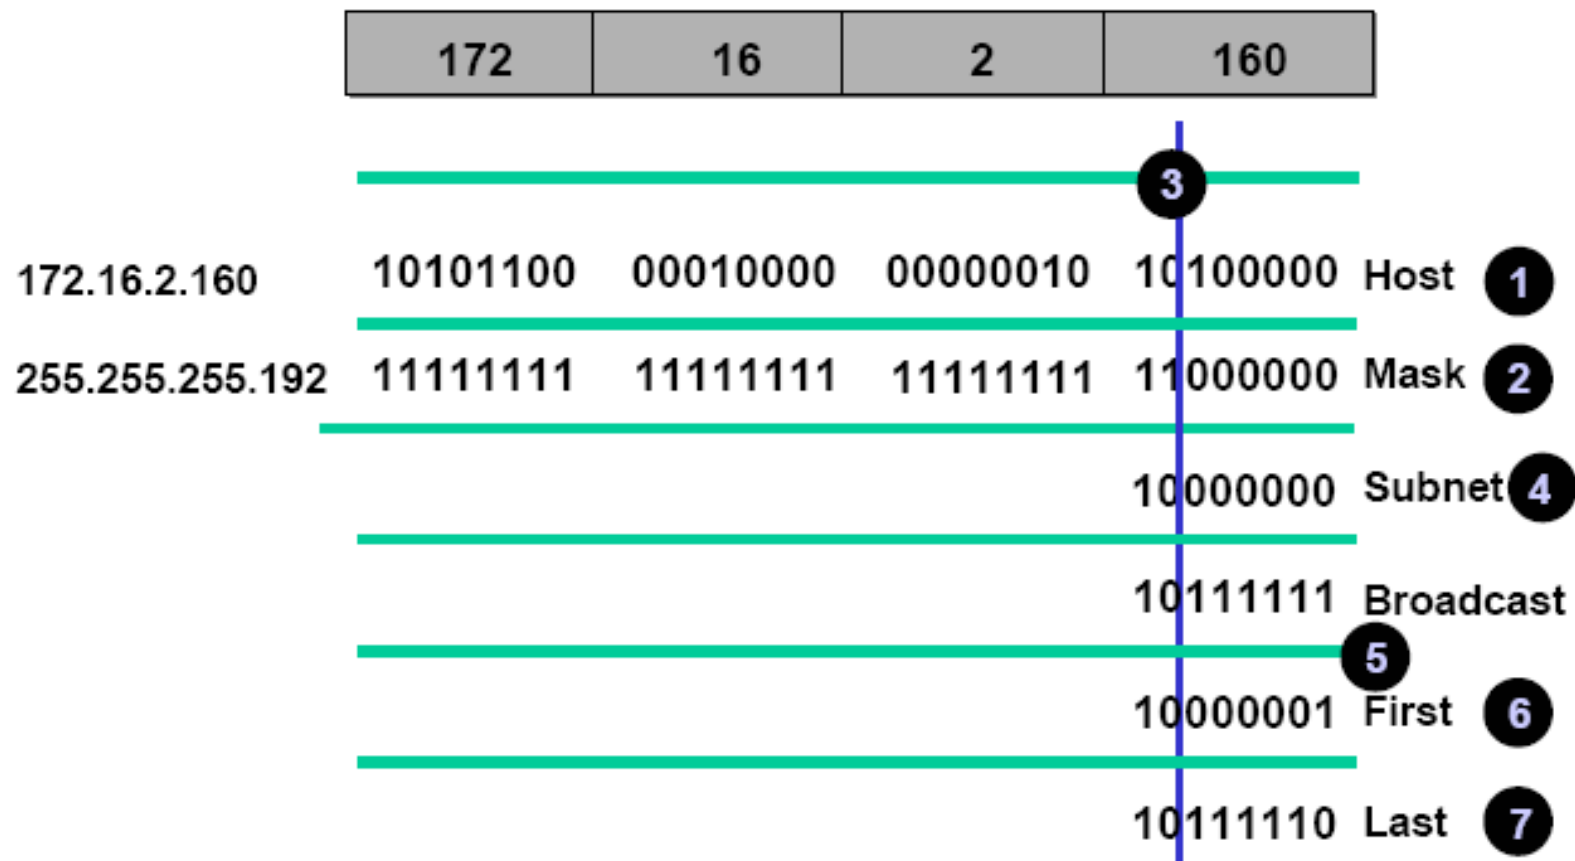 172 16 2 160
3
172.16.2.160 10101100 00010000 00000010 10100000 Host 1
255.255.255.192 11111111 11111111 11111111 11000000 Mask 2
10000000 Subnet 4
10111111 Broadcast
5
10000001 First 6
10111110 Last 7